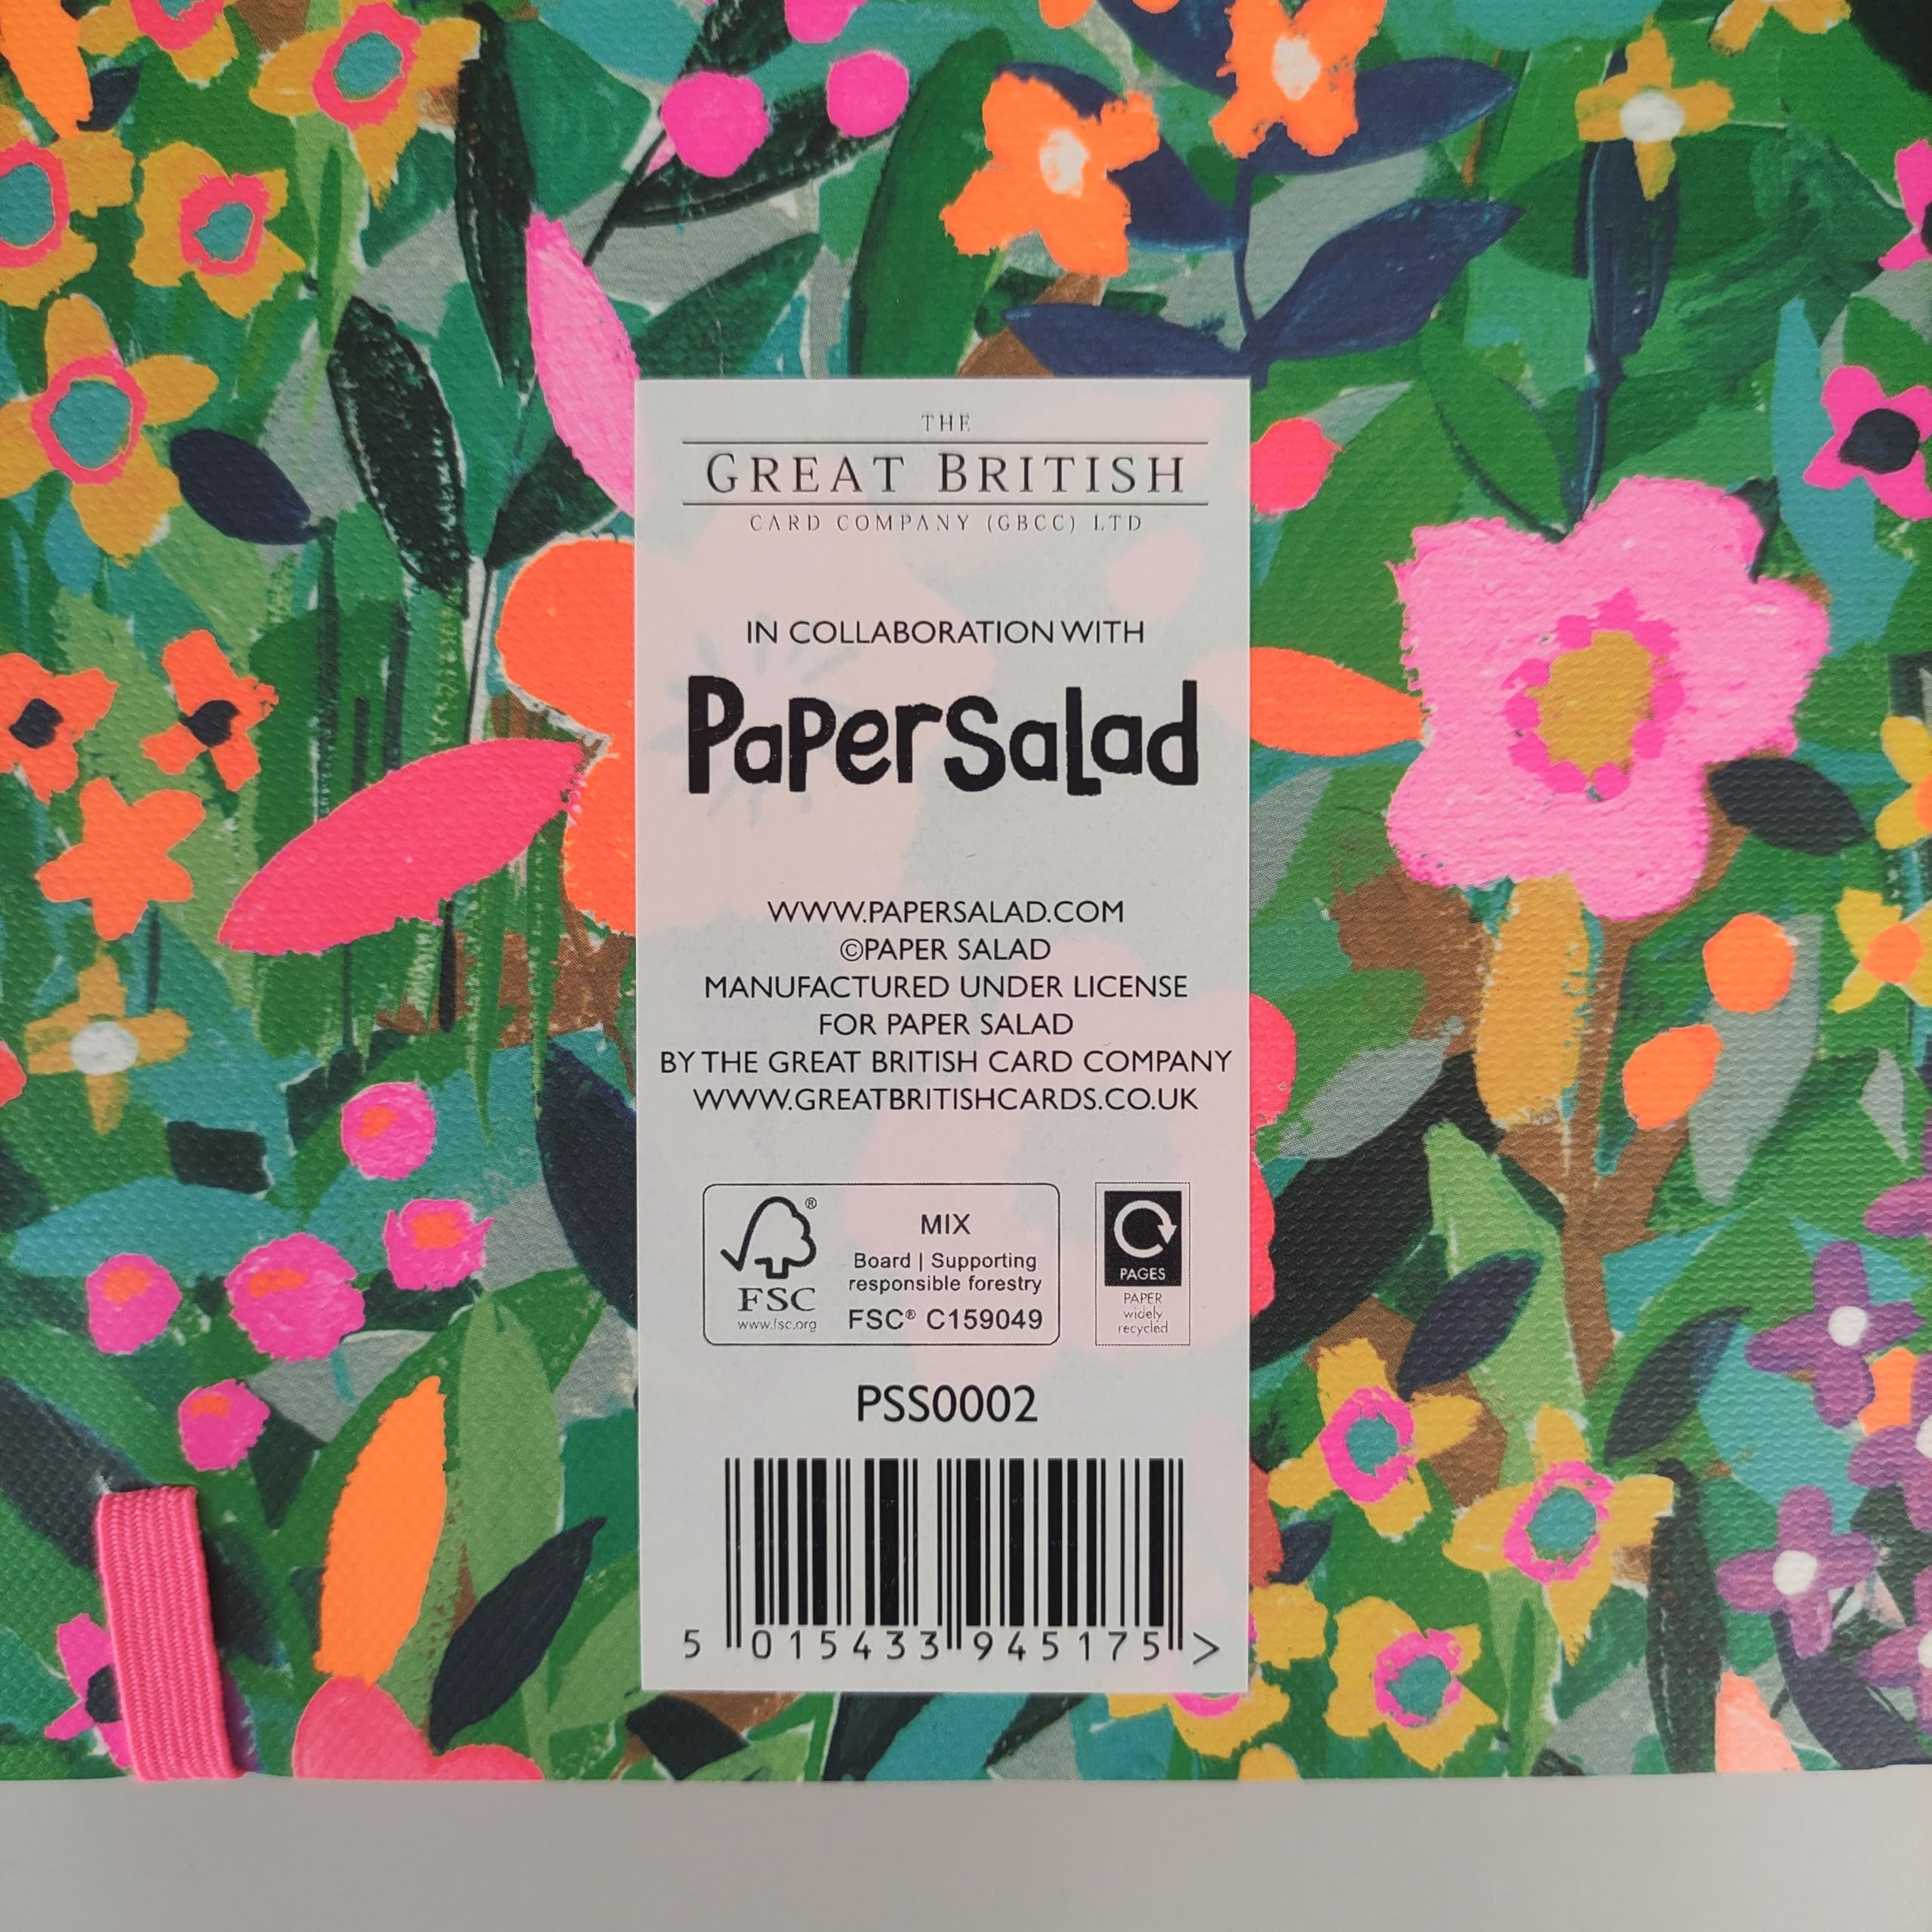 THE
GREAT BRITISH
CARD COMPANY (GBCC) LTD
IN COLLABORATION WITH
PaperSalad
WWW.PAPERSALAD.COM
©PAPER SALAD
MANUFACTURED UNDER LICENSE
FOR PAPER SALAD
BY THE GREAT BRITISH CARD COMPANY
WWW.GREATBRITISHCARDS.CO.UK
®
FSC
www.fsc.org
MIX
Board | Supporting
responsible forestry
FSC® C159049
PAGES
PAPER
widely
recycled
PSS0002
5 015433 945175 >